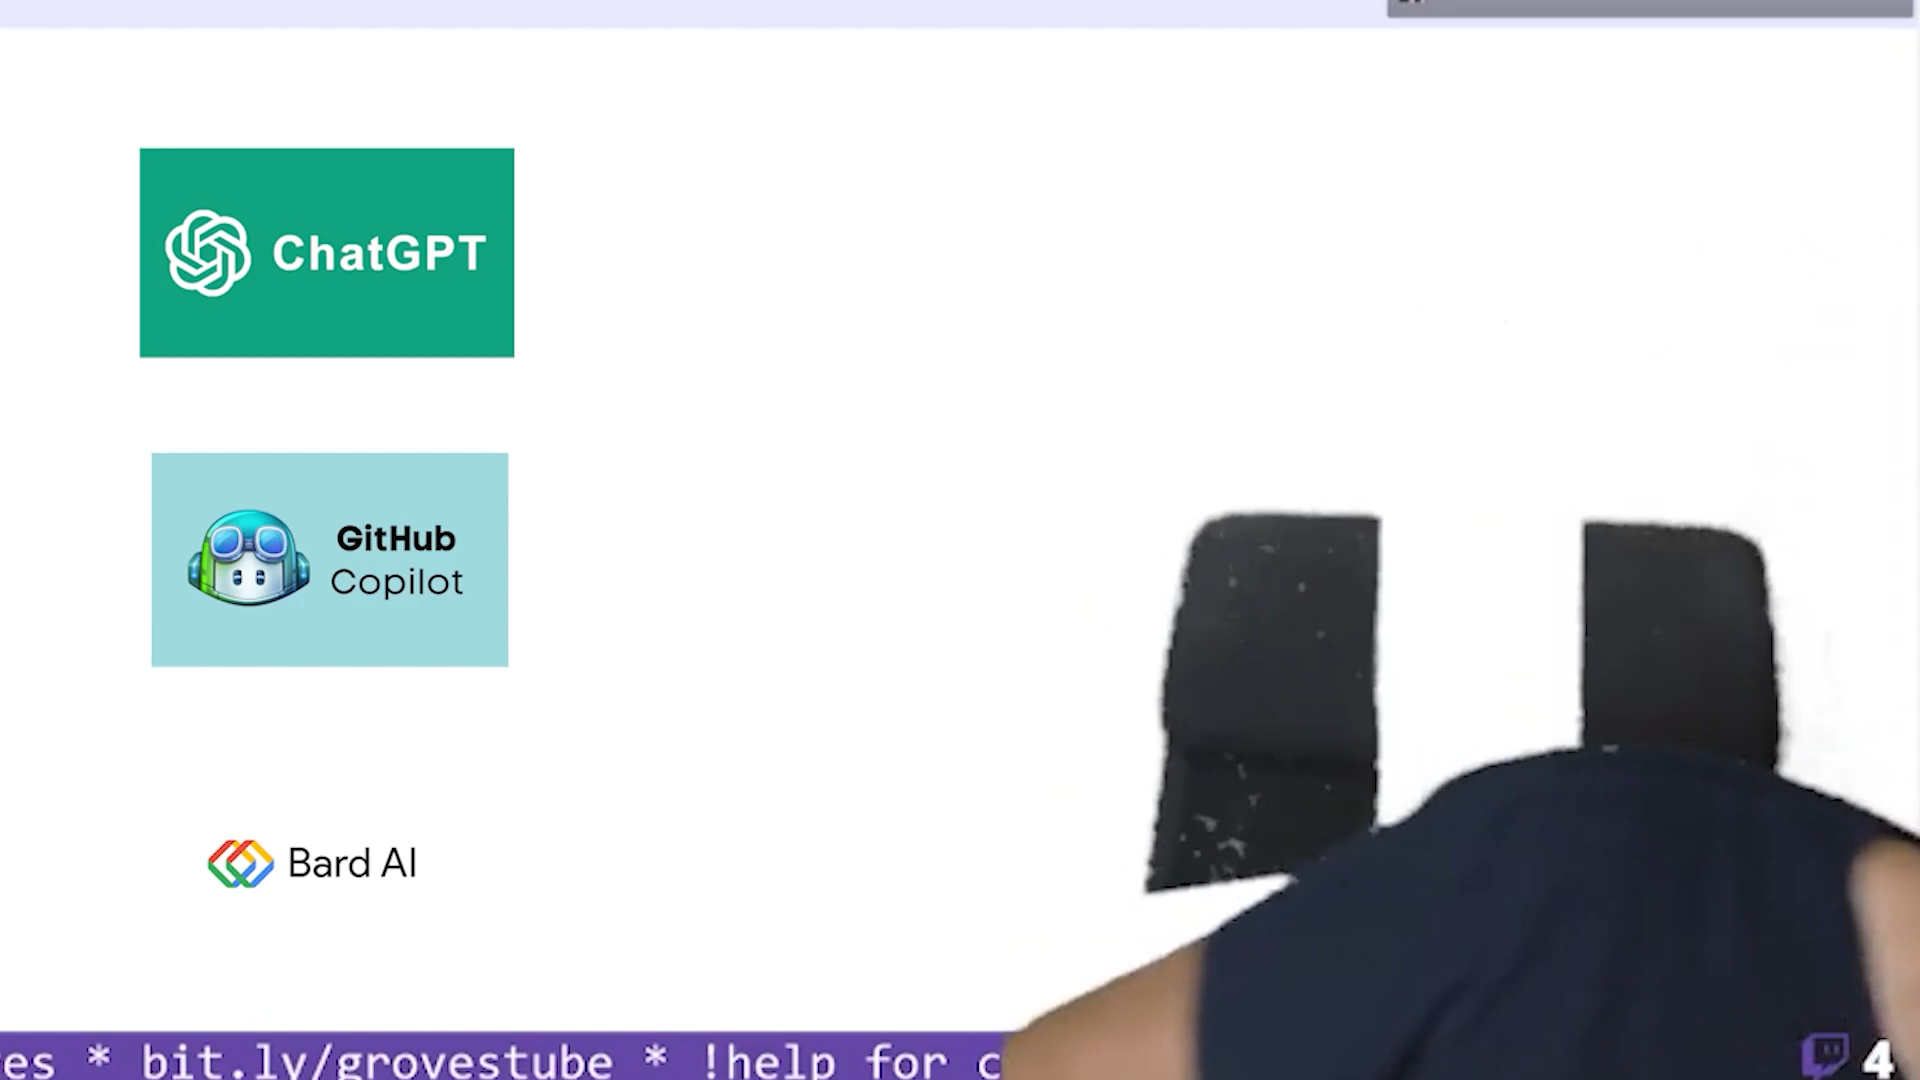 ChatGPT
GitHub
Copilot
Bard AI
es * bit.ly/grovestube * !help for c
4